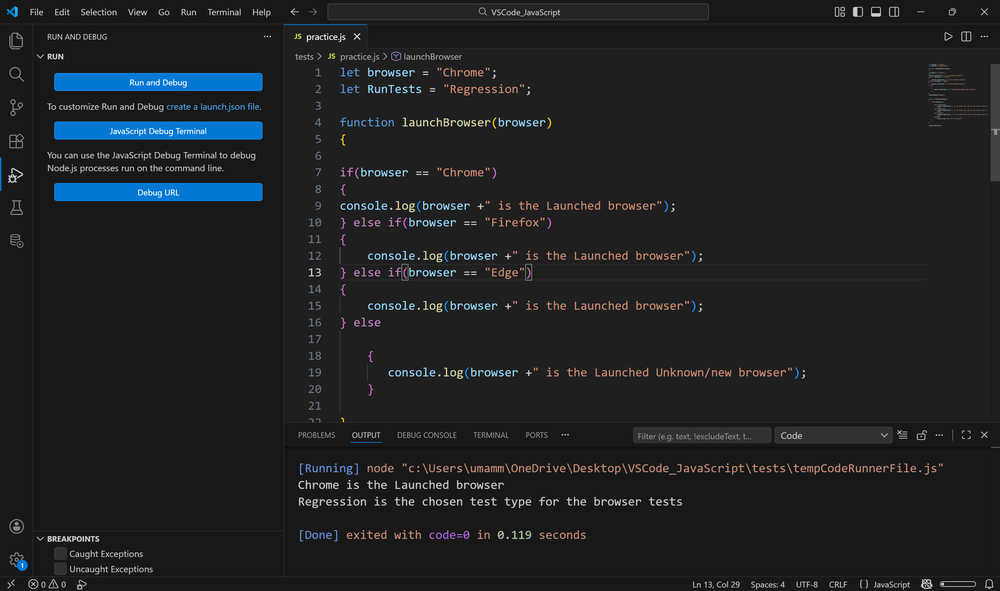 File Edit Selection View Go Run Terminal Help VSCode_JavaScript
RUN AND DEBUG
RUN
Run and Debug
To customize Run and Debug create a launch.json file.
JavaScript Debug Terminal
You can use the JavaScript Debug Terminal to debug
Node.js processes run on the command line.
Debug URL
BREAKPOINTS
Caught Exceptions
Uncaught Exceptions
1
JS practice.js
tests > JS practice.js > launchBrowser
1 let browser = "Chrome";
2 let RunTests = "Regression";
3
4 function launchBrowser(browser)
5 {
6
7 if(browser == "Chrome")
8 {
9 console.log(browser +" is the Launched browser");
10 } else if(browser == "Firefox")
11 {
12 console.log(browser +" is the Launched browser");
13 } else if(browser == "Edge")
14 {
15 console.log(browser +" is the Launched browser");
16 } else
17
18 {
19 console.log(browser +" is the Launched Unknown/new browser");
20 }
21
22 }
PROBLEMS OUTPUT DEBUG CONSOLE TERMINAL PORTS ··· Filter (e.g. text, !excludeText, t... Code
[Running] node "c:\Users\umamm\OneDrive\Desktop\VSCode_JavaScript\tests\tempCodeRunnerFile.js"
Chrome is the Launched browser
Regression is the chosen test type for the browser tests
[Done] exited with code=0 in 0.119 seconds
0 0 Ln 13, Col 29 Spaces: 4 UTF-8 CRLF {} JavaScript